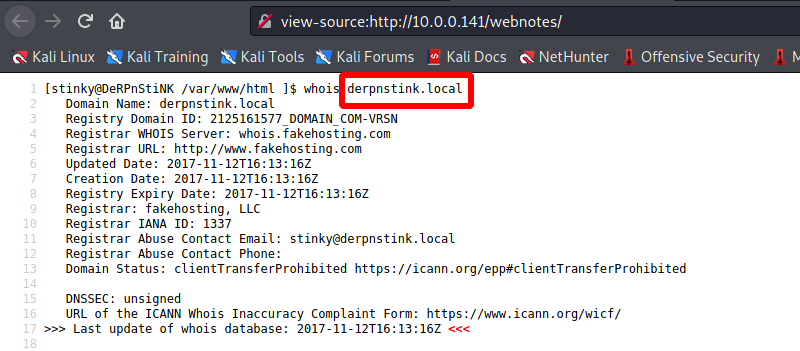 view-source:http://10.0.0.141/webnotes/
Kali Linux Kali Training Kali Tools Kali Forums Kali Docs NetHunter Offensive Security M
1 [stinky@DeRPnStiNK /var/www/html ]$ whois derpnstink.local
2 Domain Name: derpnstink.local
3 Registry Domain ID: 2125161577_DOMAIN_COM-VRSN
4 Registrar WHOIS Server: whois.fakehosting.com
5 Registrar URL: http://www.fakehosting.com
6 Updated Date: 2017-11-12T16:13:16Z
7 Creation Date: 2017-11-12T16:13:16Z
8 Registry Expiry Date: 2017-11-12T16:13:16Z
9 Registrar: fakehosting, LLC
10 Registrar IANA ID: 1337
11 Registrar Abuse Contact Email: stinky@derpnstink.local
12 Registrar Abuse Contact Phone:
13 Domain Status: clientTransferProhibited https://icann.org/epp#clientTransferProhibited
14
15 DNSSEC: unsigned
16 URL of the ICANN Whois Inaccuracy Complaint Form: https://www.icann.org/wicf/
17 >>> Last update of whois database: 2017-11-12T16:13:16Z <<<
18